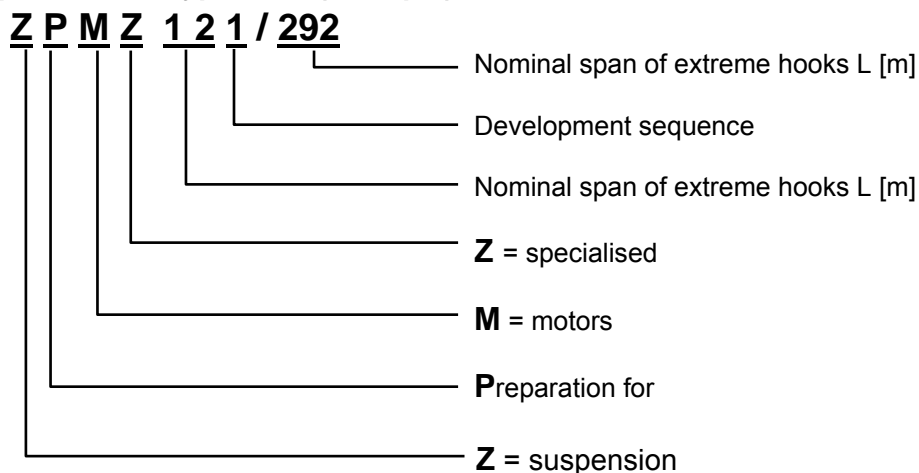 Z P M Z 1 2 1 / 292
Nominal span of extreme hooks L [m]
Development sequence
Nominal span of extreme hooks L [m]
Z = specialised
M = motors
Preparation for
Z = suspension